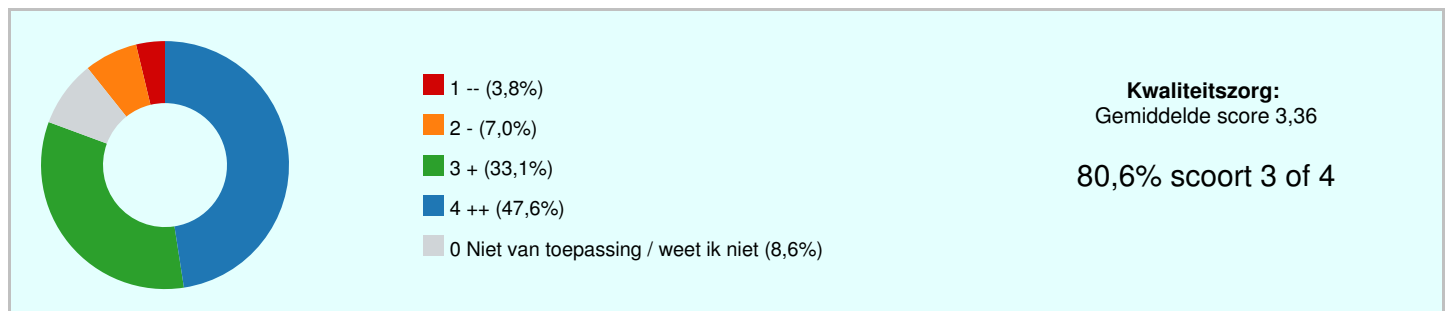 1 -- (3,8%)
2 - (7,0%)
3 + (33,1%)
4 ++ (47,6%)
0 Niet van toepassing / weet ik niet (8,6%)
Kwaliteitszorg:
Gemiddelde score 3,36
80,6% scoort 3 of 4